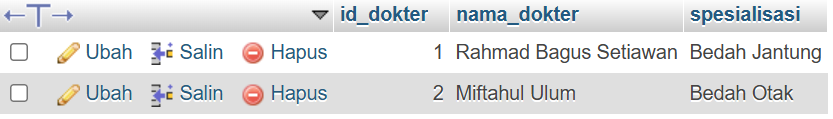 id_dokter nama_dokter spesialisasi
Ubah Salin Hapus 1 Rahmad Bagus Setiawan Bedah Jantung
Ubah Salin Hapus 2 Miftahul Ulum Bedah Otak